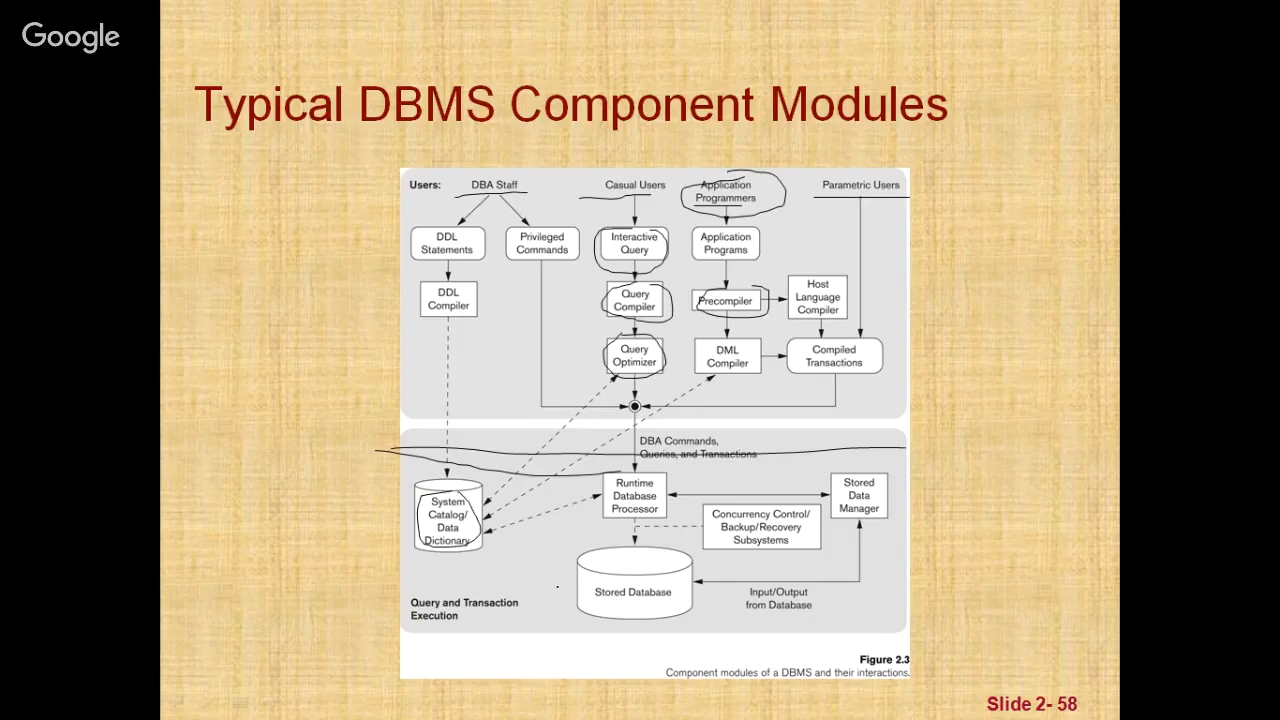 Google
Typical DBMS Component Modules
Users: DBA Staff Casual Users Application Programmers Parametric Users
DDL
Statements
Privileged
Commands
Interactive
Query
Application
Programs
DDL
Compiler
Query
Compiler
Precompiler
Host
Language
Compiler
Query
Optimizer
DML
Compiler
Compiled
Transactions
DBA Commands,
Queries, and Transactions
System
Catalog/
Data
Dictionary
Runtime
Database
Processor
Stored
Data
Manager
Concurrency Control/
Backup/Recovery
Subsystems
Stored Database
Input/Output
from Database
Query and Transaction
Execution
Figure 2.3
Component modules of a DBMS and their interactions.
Slide 2- 58